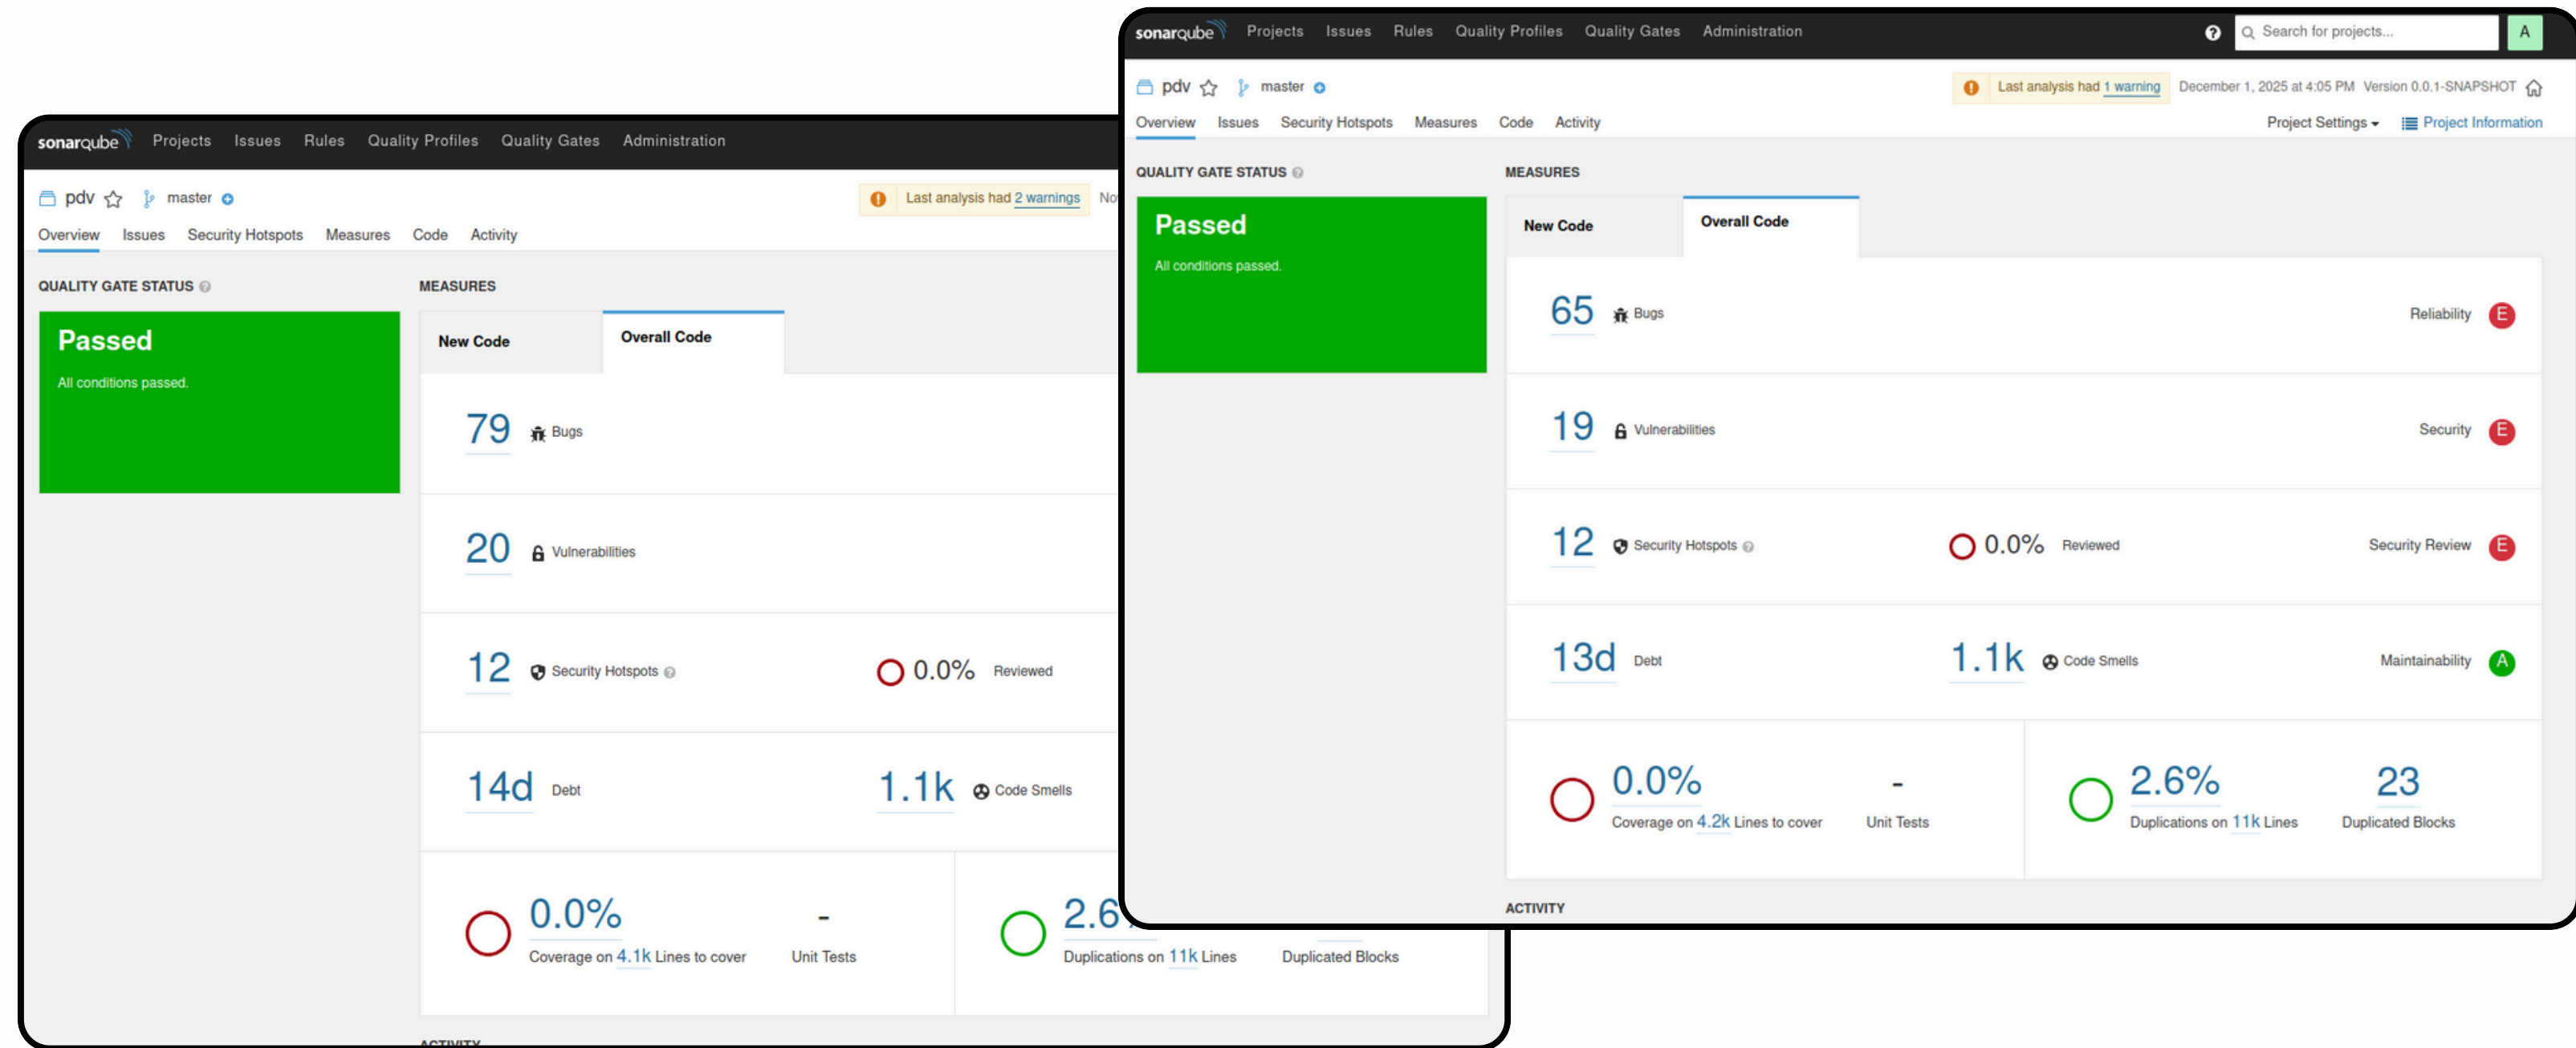 sonarqube Projects Issues Rules Quality Profiles Quality Gates Administration
pdv master Last analysis had 2 warnings
Overview Issues Security Hotspots Measures Code Activity
QUALITY GATE STATUS MEASURES
Passed
All conditions passed.
New Code Overall Code
79 Bugs
20 Vulnerabilities
12 Security Hotspots 0.0% Reviewed
14d Debt 1.1k Code Smells
0.0% - 2.6
Coverage on 4.1k Lines to cover Unit Tests Duplications on 11k Lines Duplicated Blocks
ACTIVITY
sonarqube Projects Issues Rules Quality Profiles Quality Gates Administration ? Search for projects... A
pdv master Last analysis had 1 warning December 1, 2025 at 4:05 PM Version 0.0.1-SNAPSHOT
Overview Issues Security Hotspots Measures Code Activity Project Settings Project Information
QUALITY GATE STATUS MEASURES
Passed
All conditions passed.
New Code Overall Code
65 Bugs Reliability E
19 Vulnerabilities Security E
12 Security Hotspots 0.0% Reviewed Security Review E
13d Debt 1.1k Code Smells Maintainability A
0.0% - 2.6% 23
Coverage on 4.2k Lines to cover Unit Tests Duplications on 11k Lines Duplicated Blocks
ACTIVITY